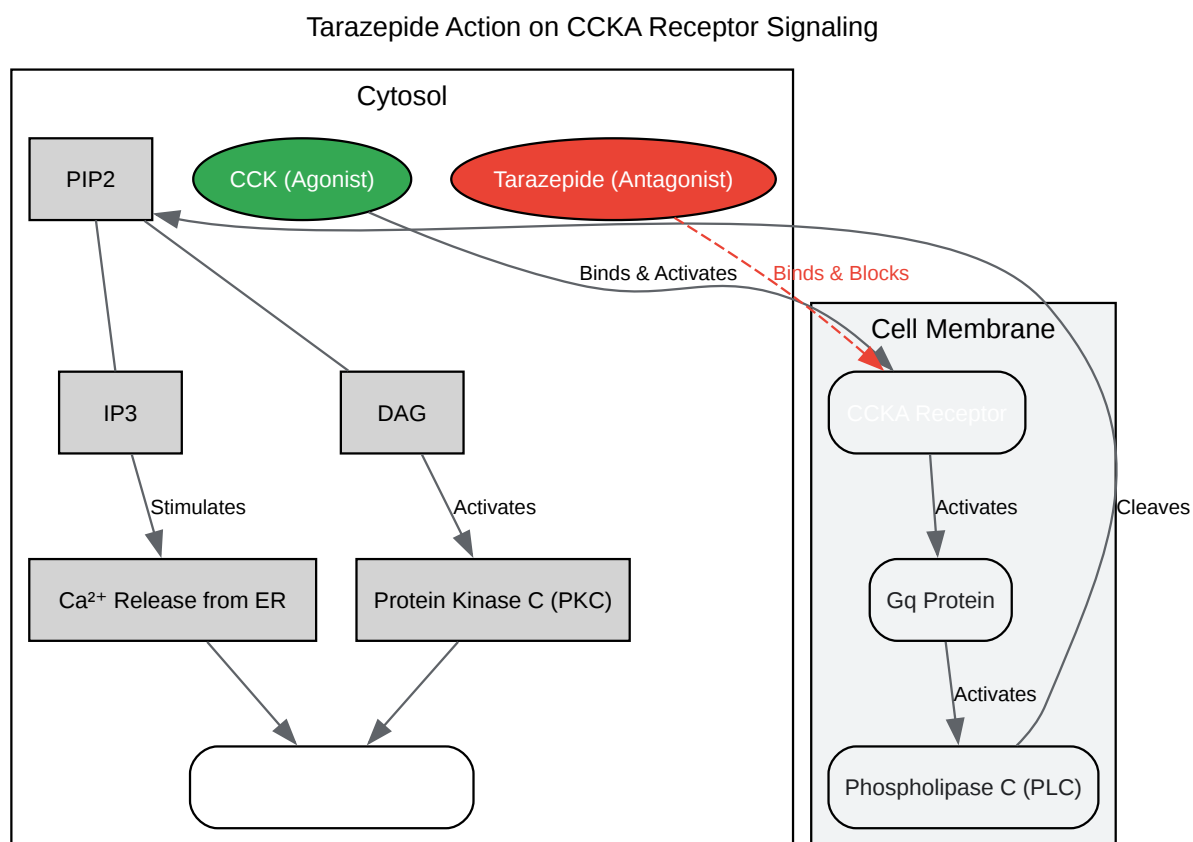 Tarazepide Action on CCKA Receptor Signaling
Cytosol
PIP2
CCK (Agonist)
Tarazepide (Antagonist)
Binds & Activates
Binds & Blocks
Cell Membrane
IP3
DAG
CCKA Receptor
Stimulates
Activates
Activates
Cleaves
Ca²⁺ Release from ER
Protein Kinase C (PKC)
Gq Protein
Activates
Phospholipase C (PLC)